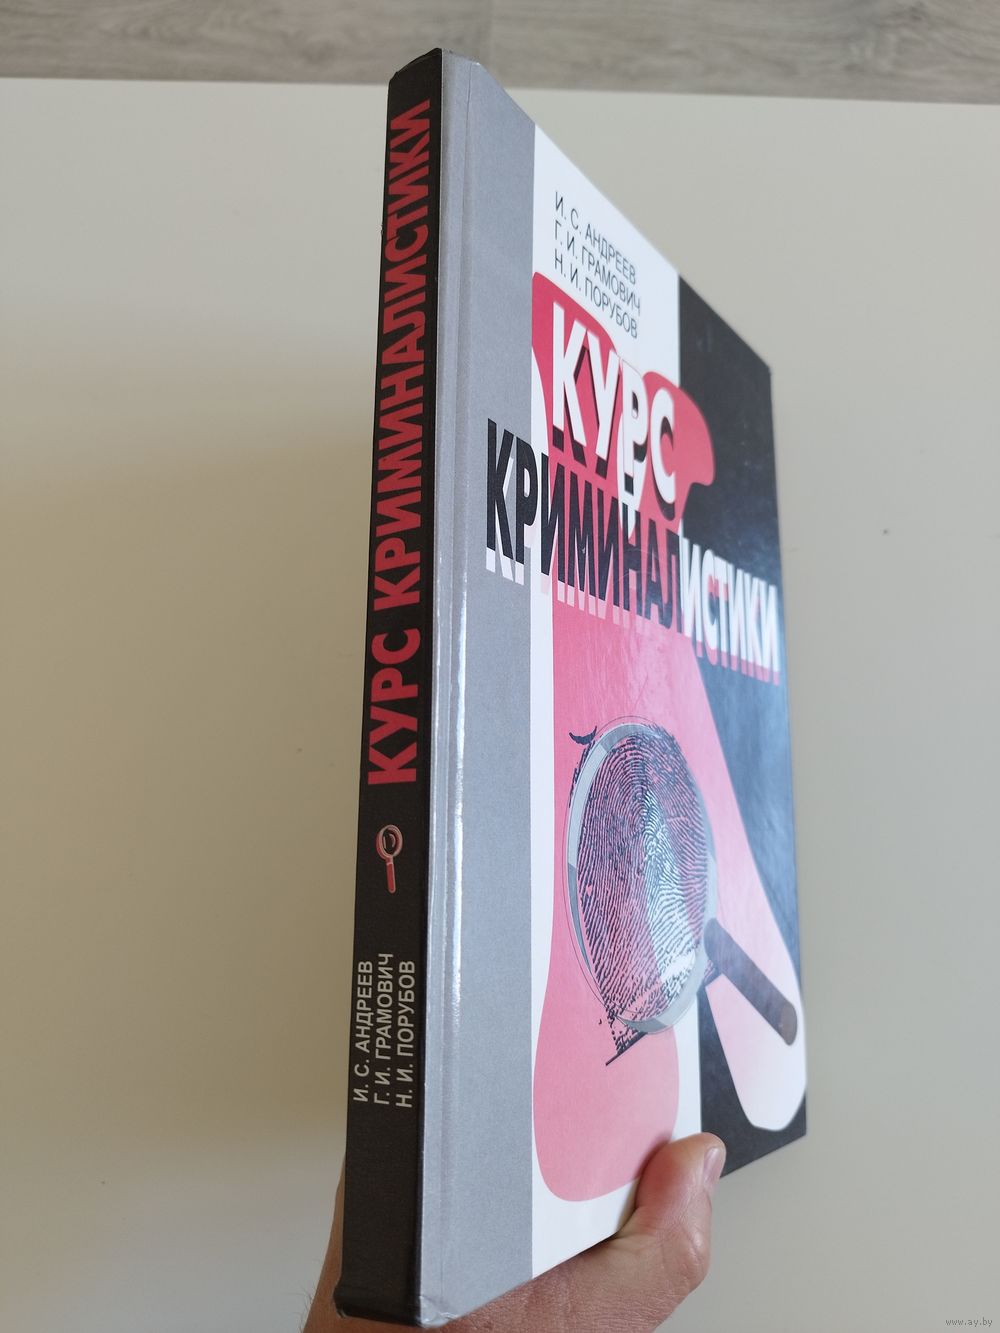 КУРС КРИМИНАЛИСТИКИ
И. С. АНДРЕЕВ
Г. И. ГРАМОВИЧ
Н. И. ПОРУБОВ
И. С. АНДРЕЕВ
Г. И. ГРАМОВИЧ
Н. И. ПОРУБОВ
КУРС
КРИМИНАЛИСТИКИ
www.ay.by